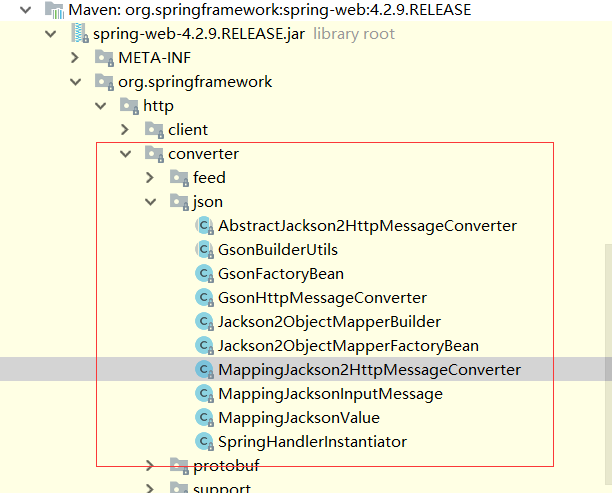 Maven: org.springframework:spring-web:4.2.9.RELEASE
spring-web-4.2.9.RELEASE.jar library root
META-INF
org.springframework
http
client
converter
feed
json
AbstractJackson2HttpMessageConverter
GsonBuilderUtils
GsonFactoryBean
GsonHttpMessageConverter
Jackson2ObjectMapperBuilder
Jackson2ObjectMapperFactoryBean
MappingJackson2HttpMessageConverter
MappingJacksonInputMessage
MappingJacksonValue
SpringHandlerInstantiator
protobuf
support